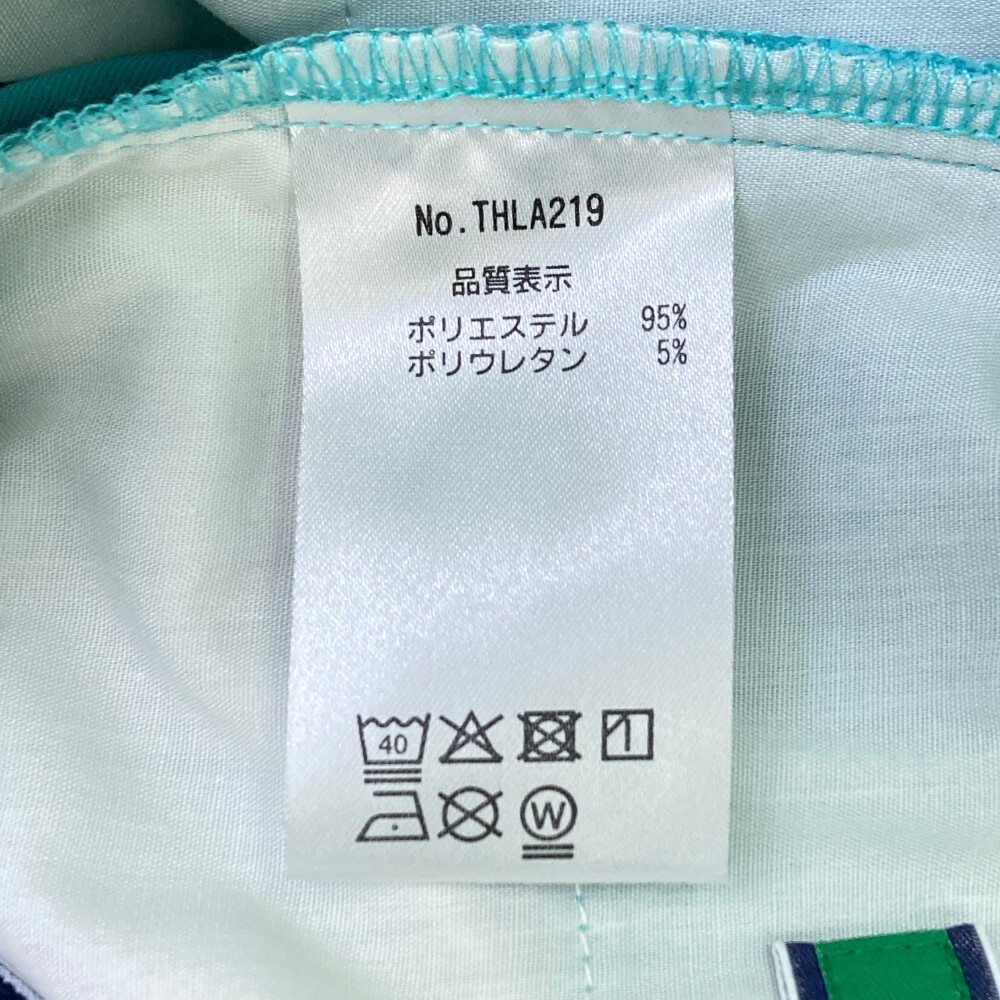 No.THLA219
品質表示
ポリエステル 95%
ポリウレタン 5%
40
W